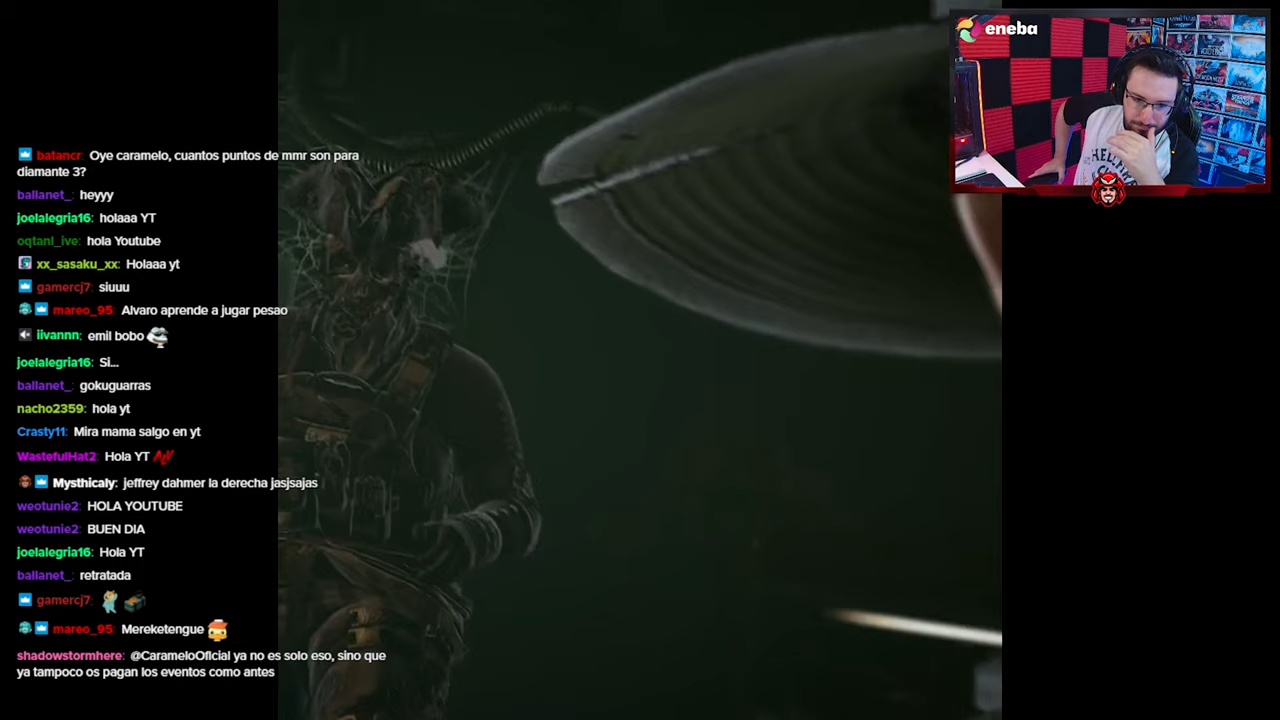 eneba
batancr: Oye caramelo, cuantos puntos de mmr son para
diamante 3?
ballanet_: heyyy
joelalegria16: holaaa YT
oqtanl_ive: hola Youtube
xx_sasaku_xx: Holaaa yt
gamercj7: siuuu
mareo_95: Alvaro aprende a jugar pesao
iivannn: emil bobo
joelalegria16: Si...
ballanet_: gokuguarras
nacho2359: hola yt
Crasty11: Mira mama salgo en yt
WastefulHat2: Hola YT
Mysthicaly: jeffrey dahmer la derecha jasjsajas
weotunie2: HOLA YOUTUBE
weotunie2: BUEN DIA
joelalegria16: Hola YT
ballanet_: retratada
gamercj7:
mareo_95: Mereketengue
shadowstormhere: @CarameloOficial ya no es solo eso, sino que
ya tampoco os pagan los eventos como antes